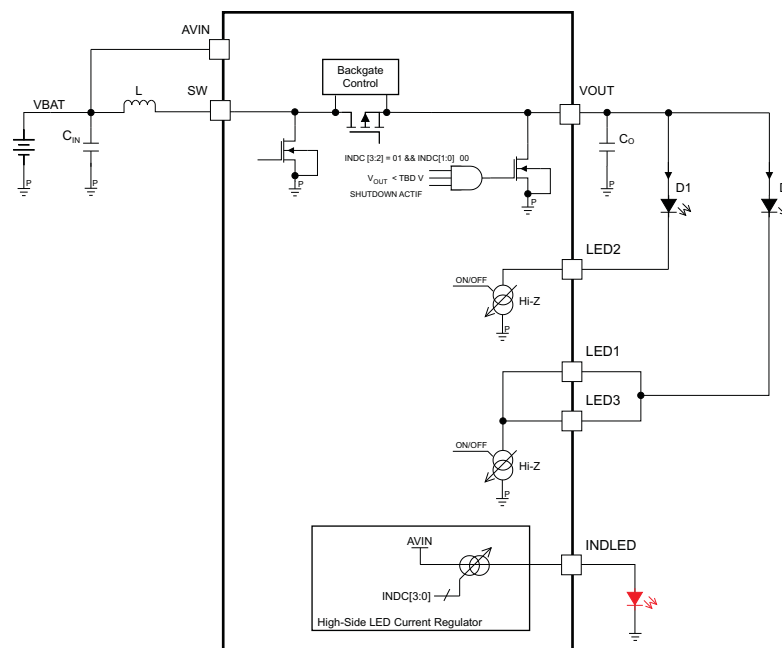 AVIN
L
SW
VBAT
C_IN
P
P
Backgate
Control
VOUT
INDC [3:2] = 01 && INDC[1:0] 00
V_OUT < TBD V
SHUTDOWN ACTIF
P
P
C_O
P
D1
D
LED2
ON/OFF
Hi-Z
P
LED1
LED3
ON/OFF
Hi-Z
P
AVIN
INDC[3:0]
High-Side LED Current Regulator
INDLED